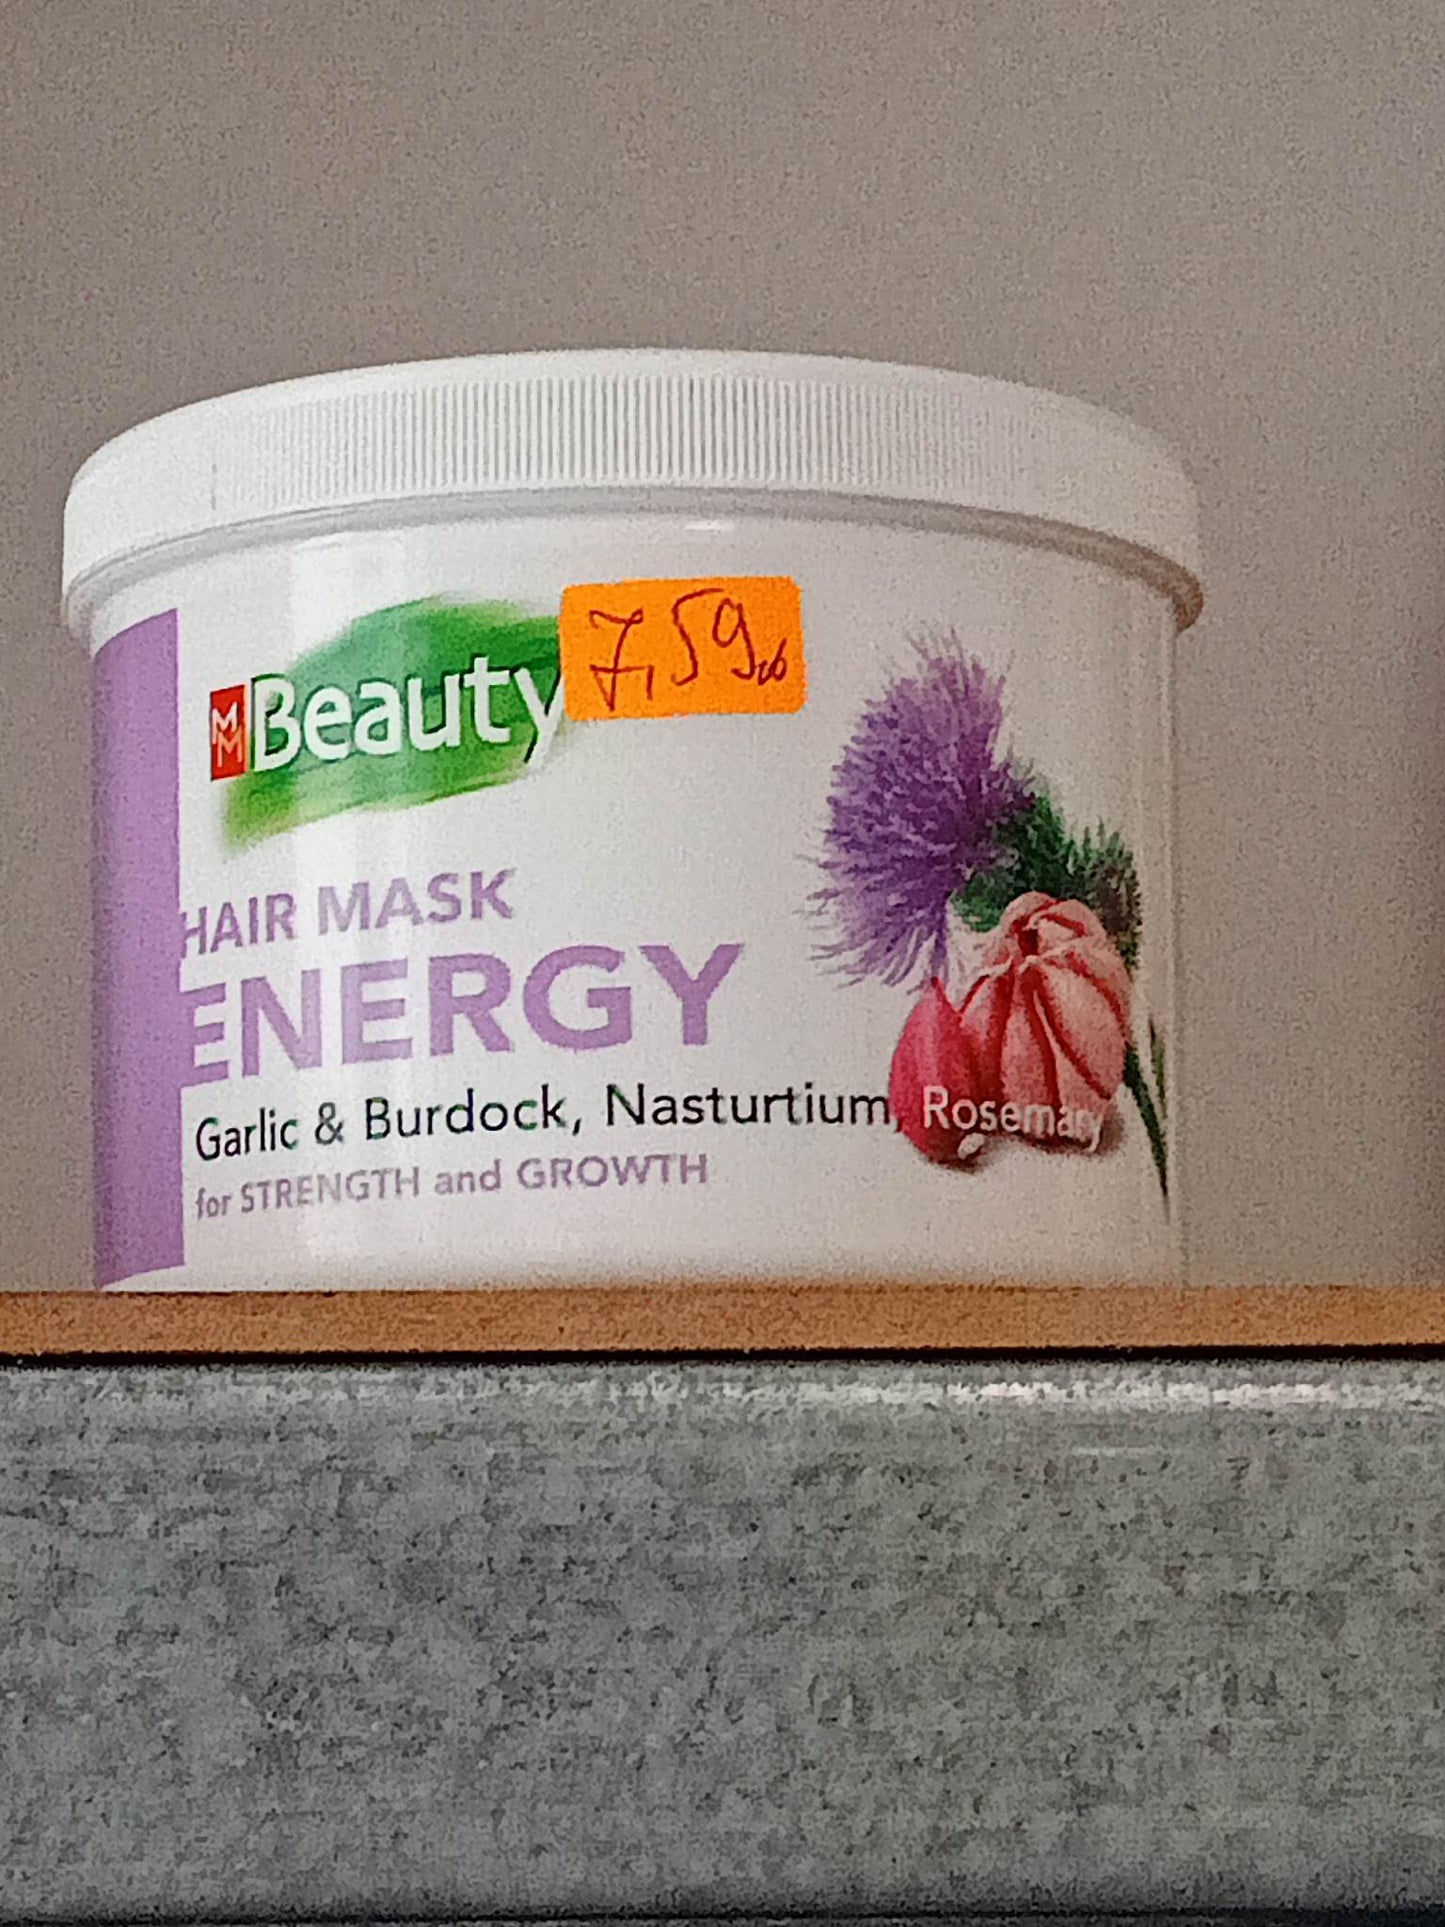 MM Beauty
7,59лв
HAIR MASK
ENERGY
Garlic & Burdock, Nasturtium, Rosemary
for STRENGTH and GROWTH